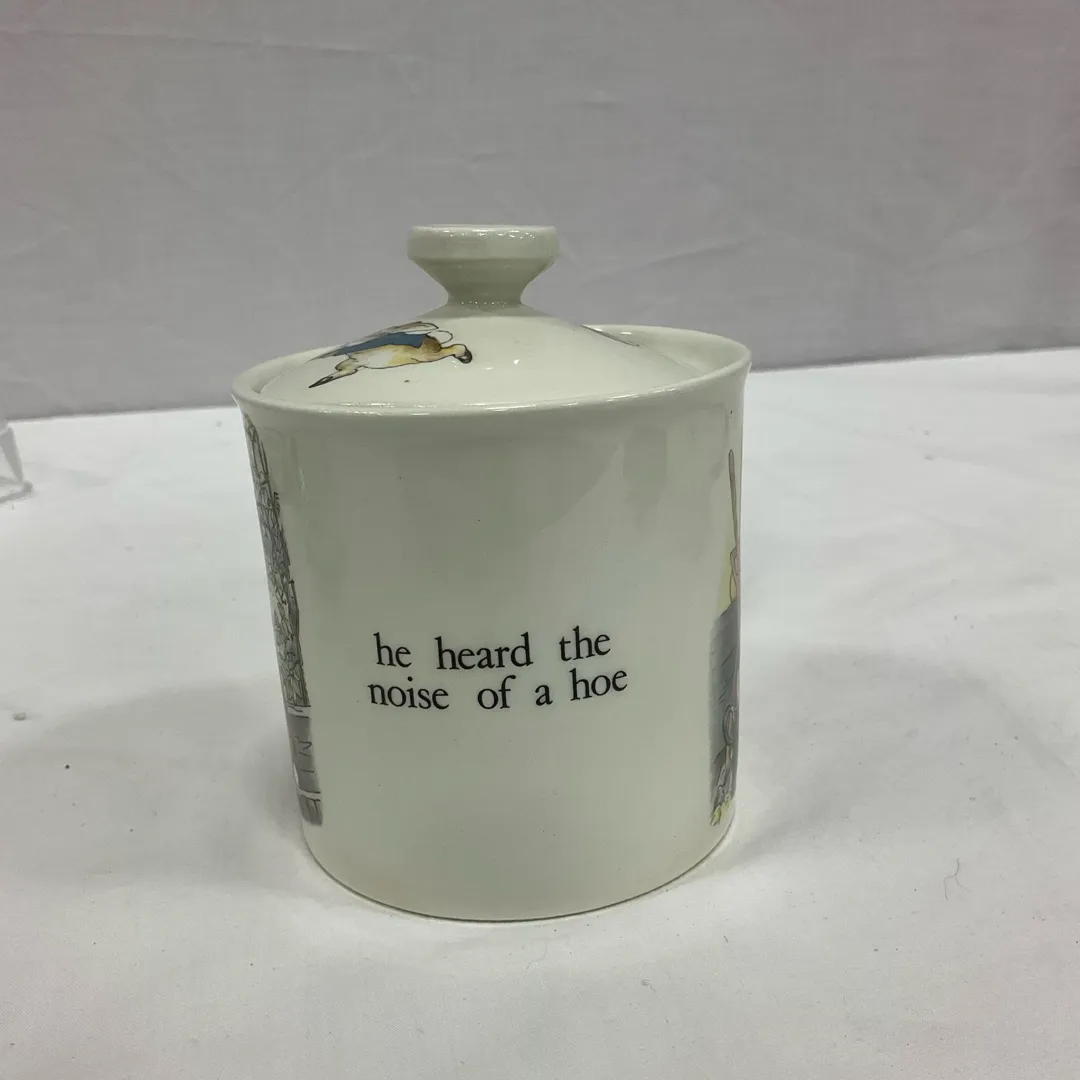 he heard the
noise of a hoe